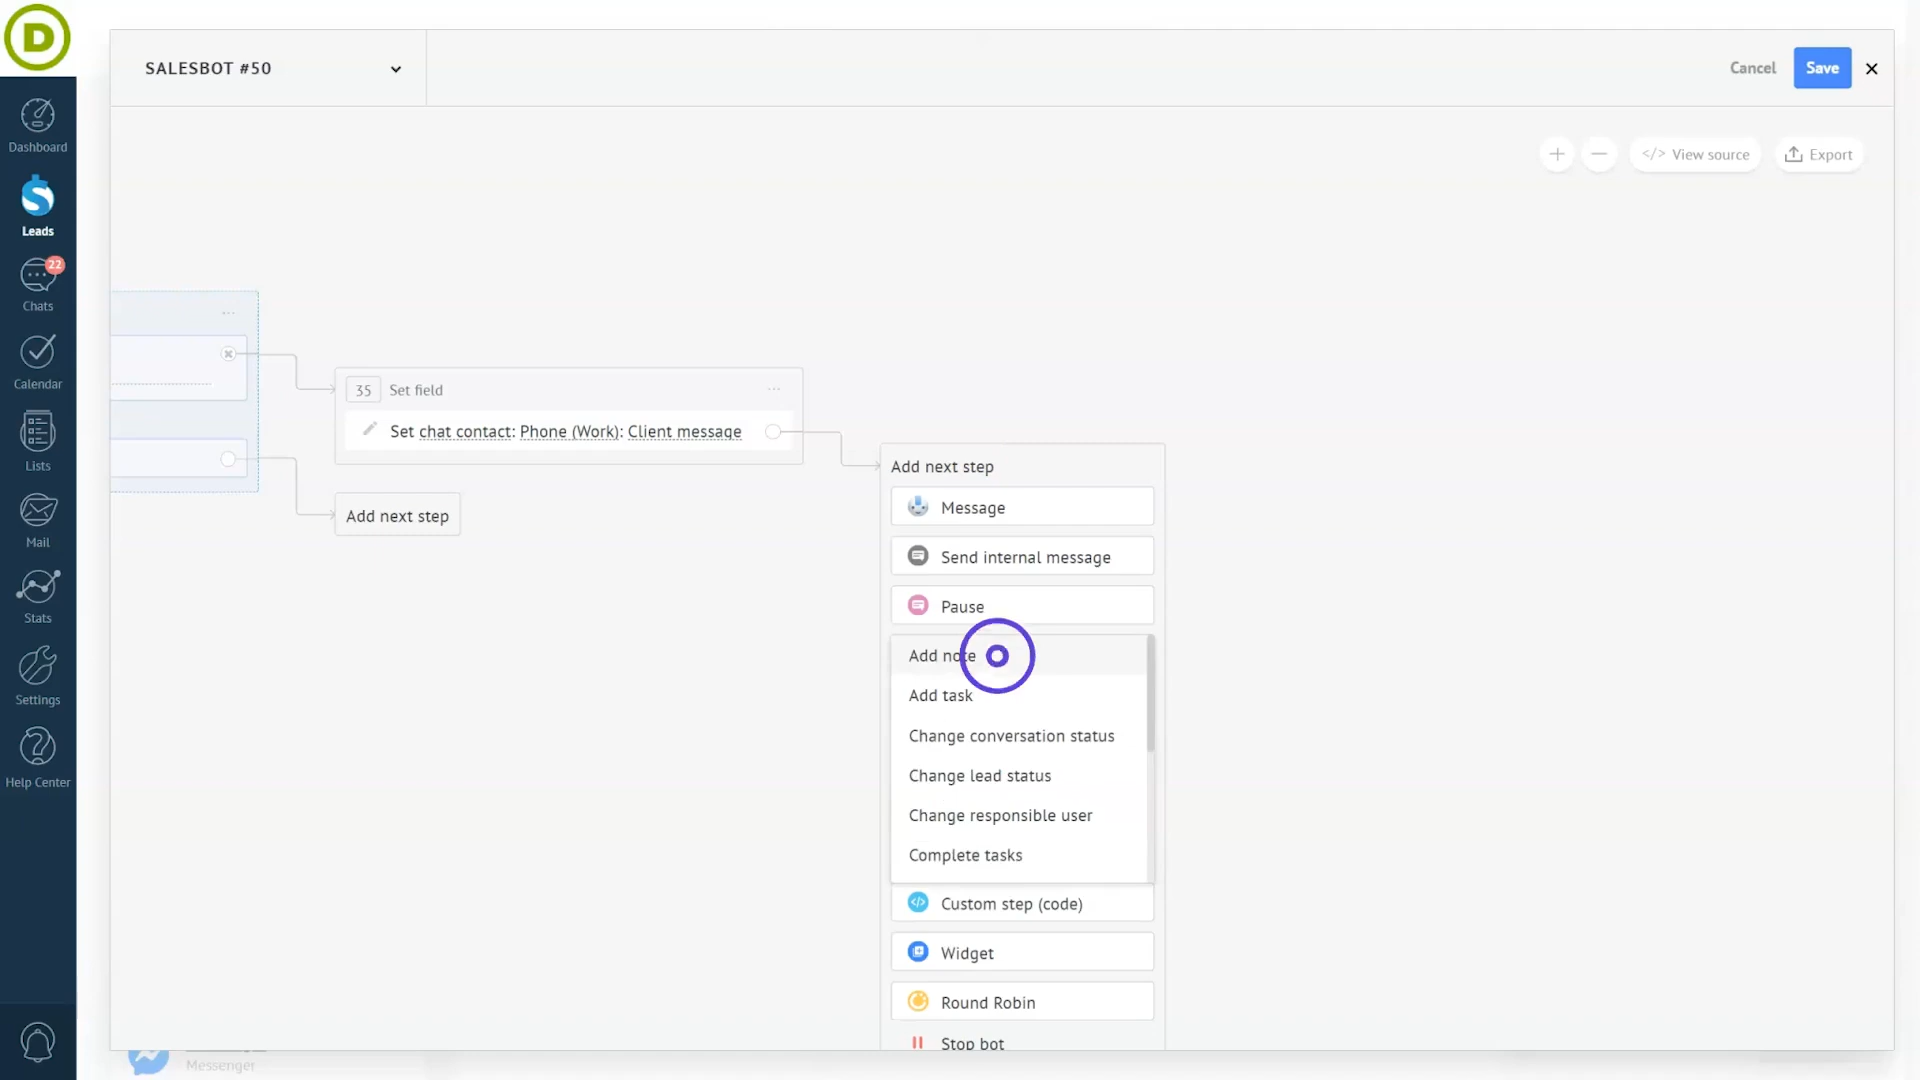 D
SALESBOT #50
Cancel
Save
Dashboard
</> View source
Export
Leads
22
Chats
Calendar
35 Set field
Set chat contact: Phone (Work): Client message
Lists
Add next step
Add next step
Message
Mail
Send internal message
Stats
Pause
Add note
Settings
Add task
Change conversation status
Help Center
Change lead status
Change responsible user
Complete tasks
Custom step (code)
Widget
Round Robin
Stop bot
Messenger